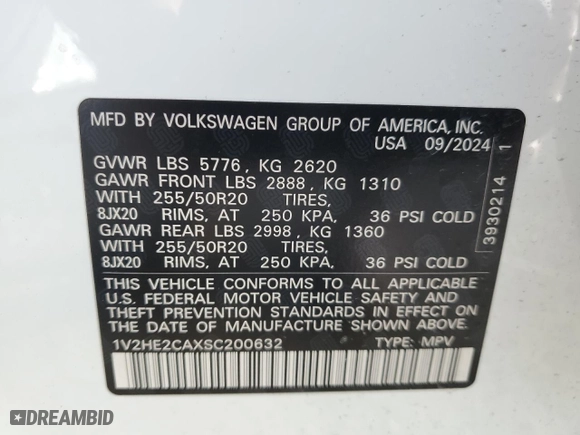 MFD BY VOLKSWAGEN GROUP OF AMERICA, INC.
USA 09/2024
GVWR LBS 5776, KG 2620
GAWR FRONT LBS 2888, KG 1310
WITH 255/50R20 TIRES,
8JX20 RIMS, AT 250 KPA, 36 PSI COLD
GAWR REAR LBS 2998, KG 1360
WITH 255/50R20 TIRES,
8JX20 RIMS, AT 250 KPA, 36 PSI COLD
THIS VEHICLE CONFORMS TO ALL APPLICABLE
U.S. FEDERAL MOTOR VEHICLE SAFETY AND
THEFT PREVENTION STANDARDS IN EFFECT ON THE
DATE OF MANUFACTURE SHOWN ABOVE.
1V2HE2CAXSC200632 TYPE: MPV
3930214 1
DREAMBID